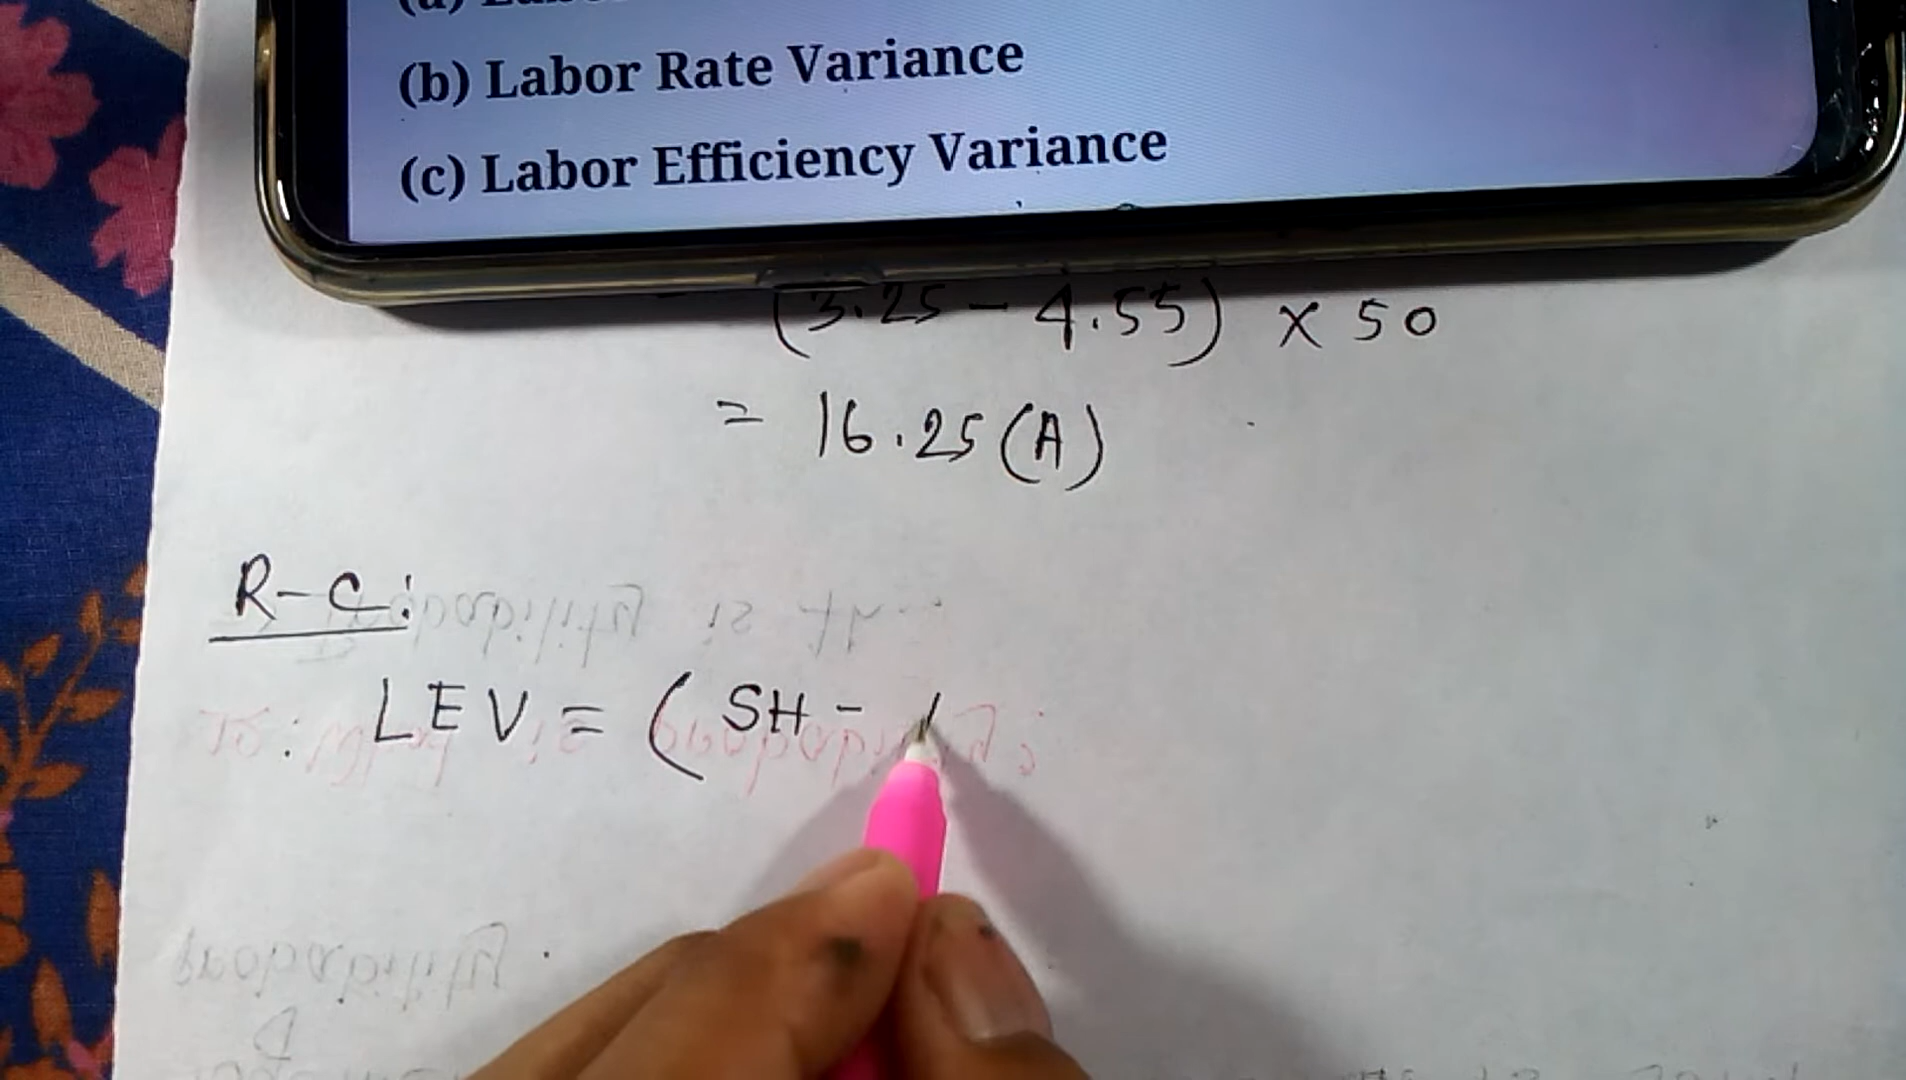 (b) Labor Rate Variance
(c) Labor Efficiency Variance
(3.25 - 4.55) × 50
= 16.25 (A)
R-C:
LEV = ( SH -